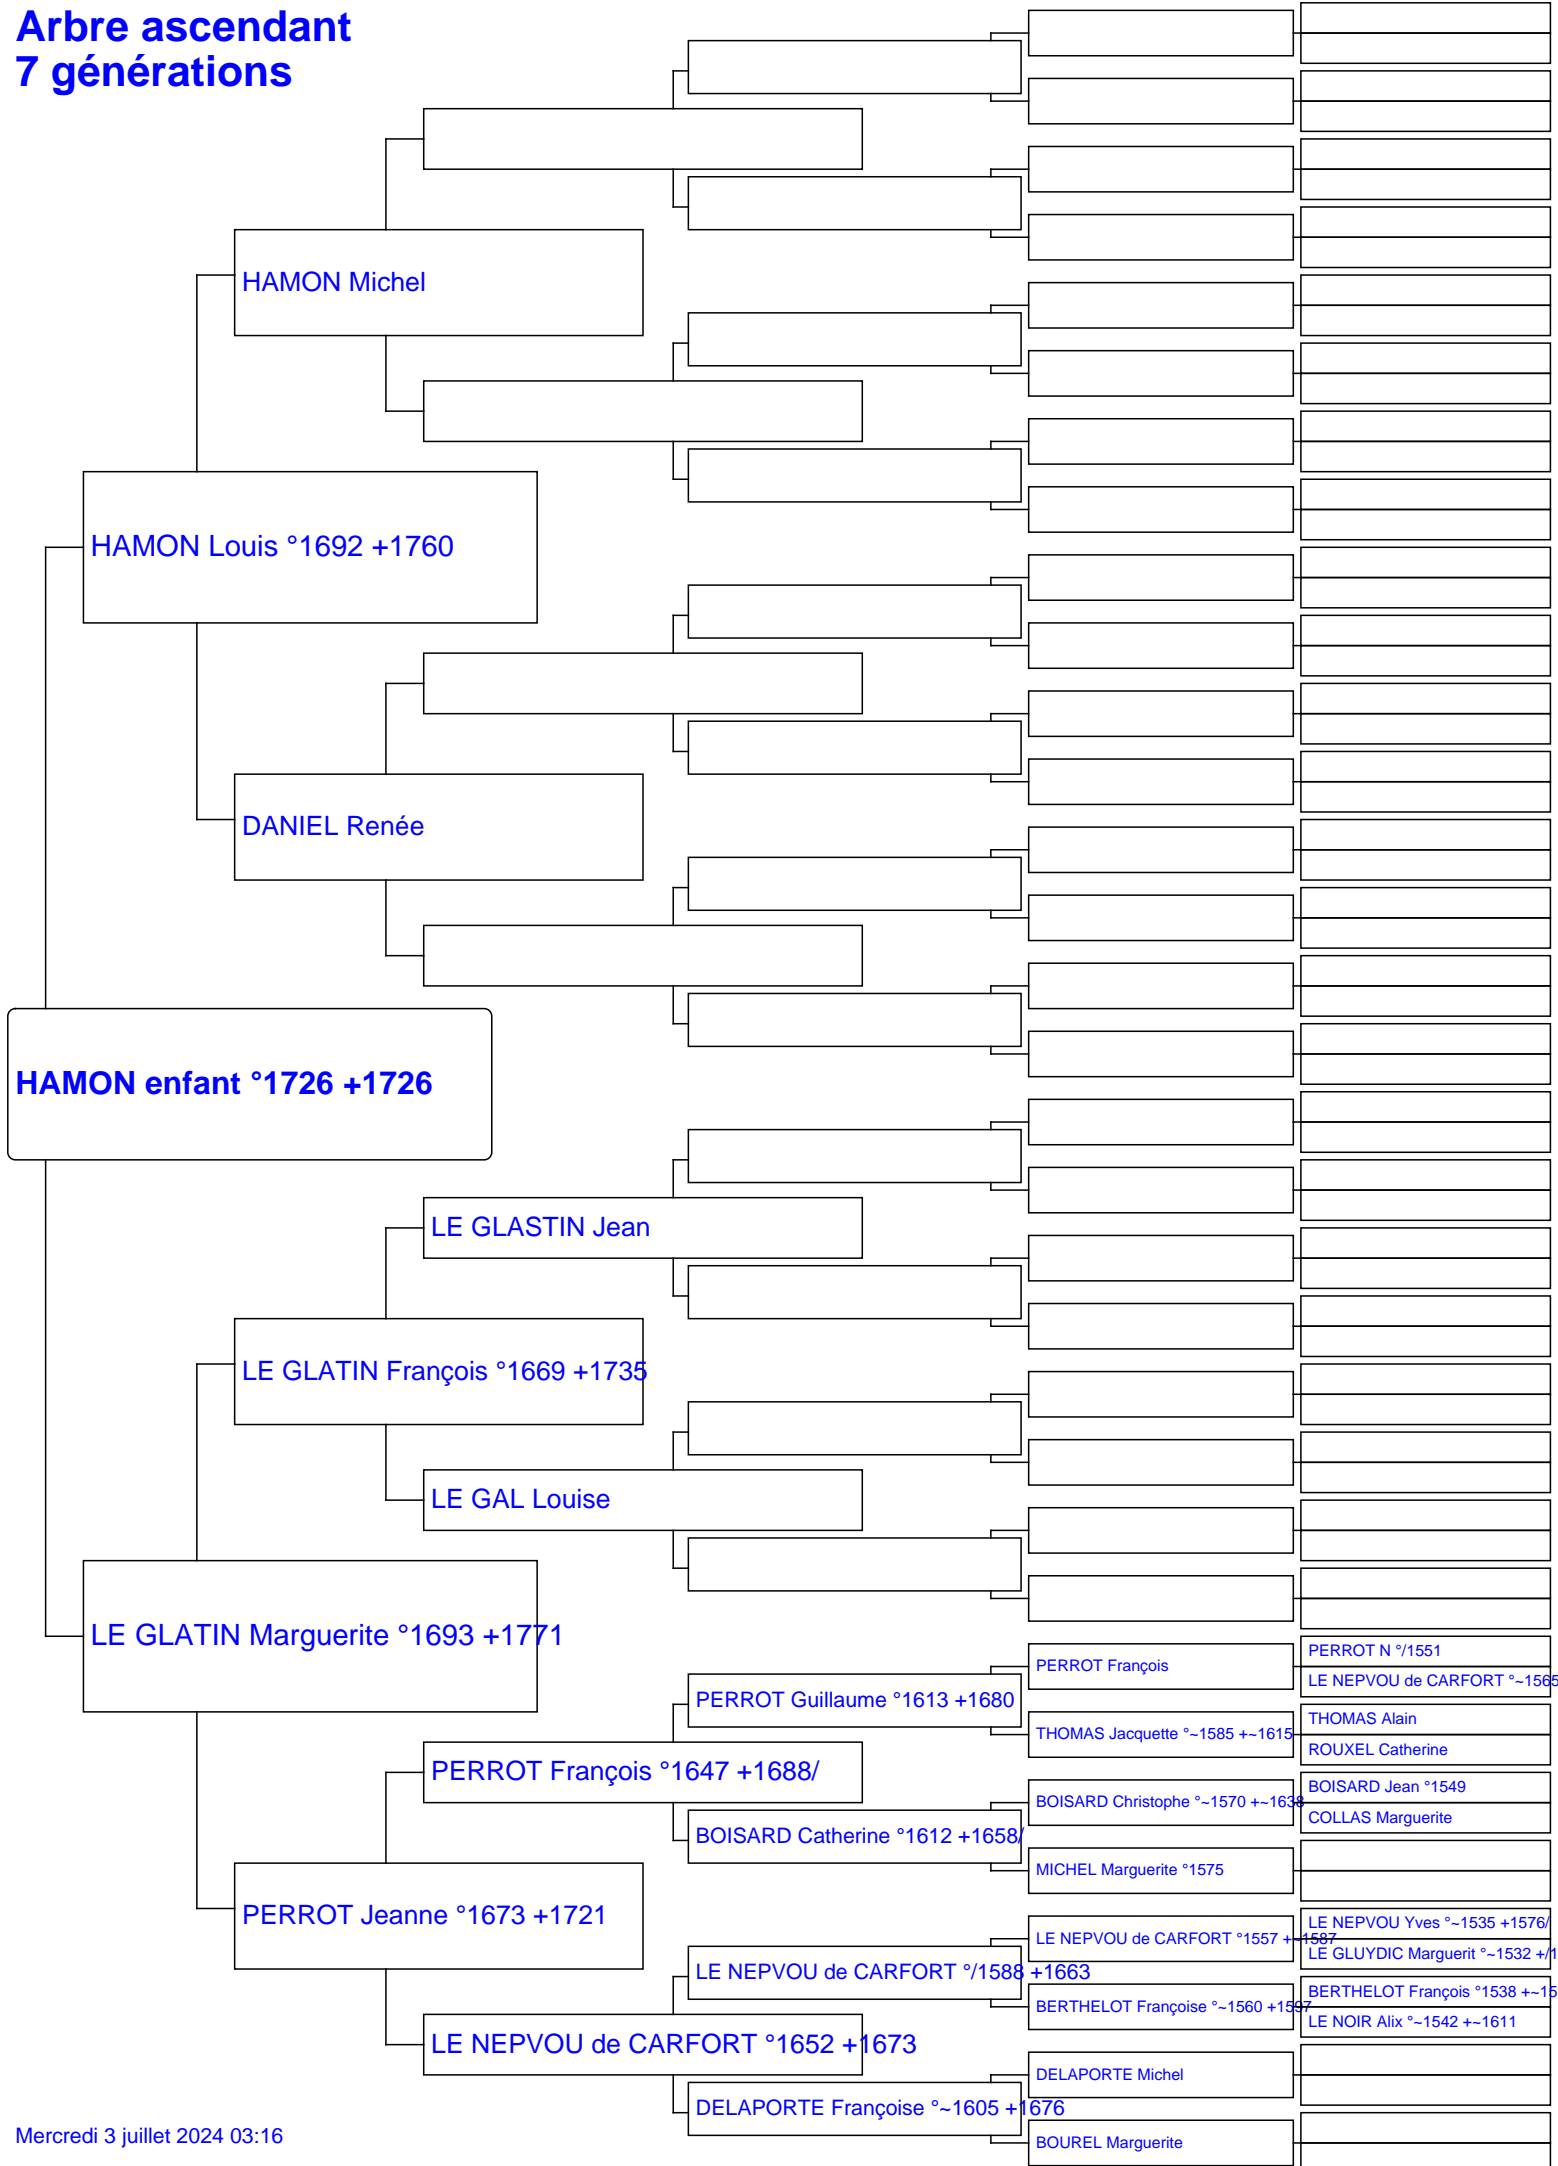 Arbre ascendant
7 générations
HAMON Michel
HAMON Louis °1692 +1760
DANIEL Renée
HAMON enfant °1726 +1726
LE GLASTIN Jean
LE GLATIN François °1669 +1735
LE GAL Louise
LE GLATIN Marguerite °1693 +1771
PERROT N °/1551
PERROT François
LE NEPVOU de CARFORT °~1565
PERROT Guillaume °1613 +1680
THOMAS Alain
THOMAS Jacquette °~1585 +~1615
ROUXEL Catherine
PERROT François °1647 +1688/
BOISARD Jean °1549
BOISARD Christophe °~1570 +~1638
COLLAS Marguerite
BOISARD Catherine °1612 +1658/
MICHEL Marguerite °1575
PERROT Jeanne °1673 +1721
LE NEPVOU Yves °~1535 +1576/
LE NEPVOU de CARFORT °1557 +~1587
LE GLUYDIC Marguerit °~1532 +/1
LE NEPVOU de CARFORT °/1588 +1663
BERTHELOT François °1538 +~15
BERTHELOT Françoise °~1560 +1597
LE NOIR Alix °~1542 +~1611
LE NEPVOU de CARFORT °1652 +1673
DELAPORTE Michel
DELAPORTE Françoise °~1605 +1676
BOUREL Marguerite
Mercredi 3 juillet 2024 03:16